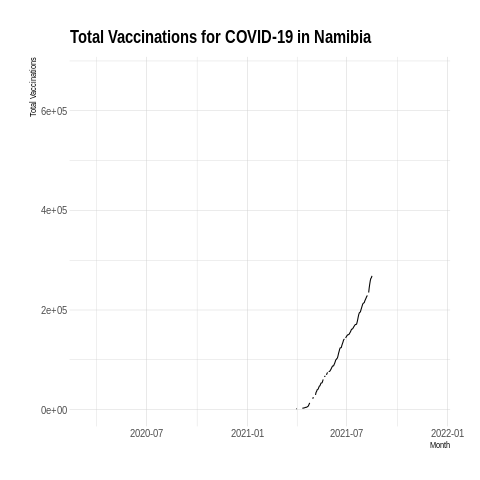 Total Vaccinations for COVID-19 in Namibia
Total Vaccinations
6e+05
4e+05
2e+05
0e+00
2020-07 2021-01 2021-07 2022-01
Month